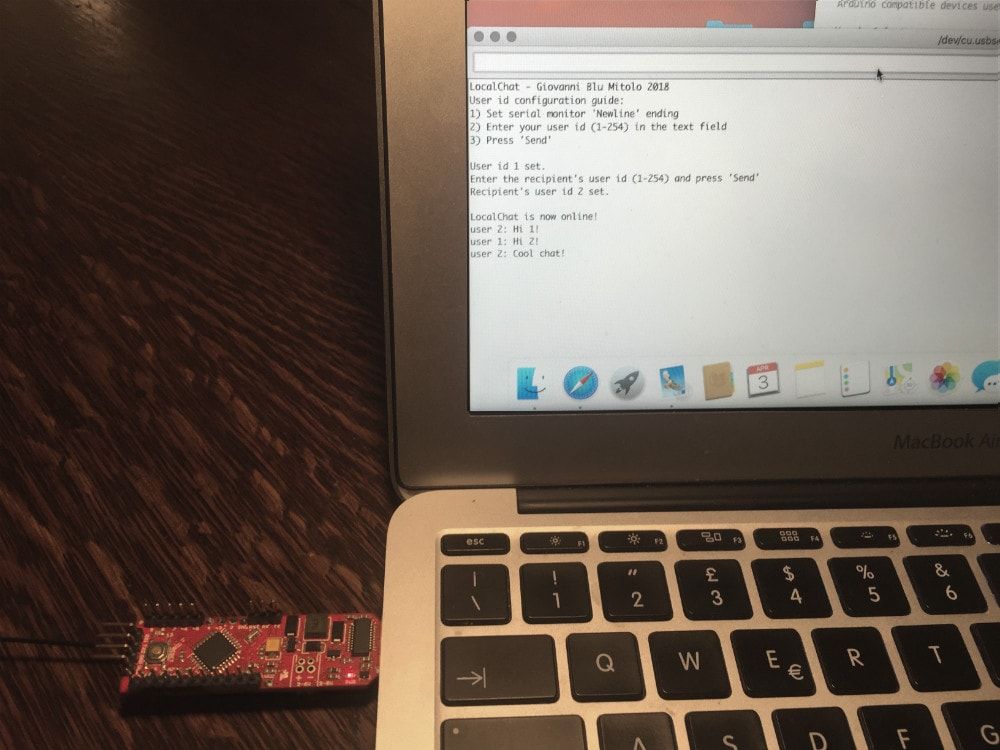 Arduino compatible devices use
/dev/cu.usbse
LocalChat - Giovanni Blu Mitolo 2018
User id configuration guide:
1) Set serial monitor 'Newline' ending
2) Enter your user id (1-254) in the text field
3) Press 'Send'
User id 1 set.
Enter the recipient's user id (1-254) and press 'Send'
Recipient's user id 2 set.
LocalChat is now online!
user 2: Hi 1!
user 1: Hi 2!
user 2: Cool chat!
APR
3
MacBook Ai
esc F1 F2 F3 F4 F5 F6
| ! " £ $ % &
\ 1 2 3 4 5 6
Q W E € R T
A S D F G